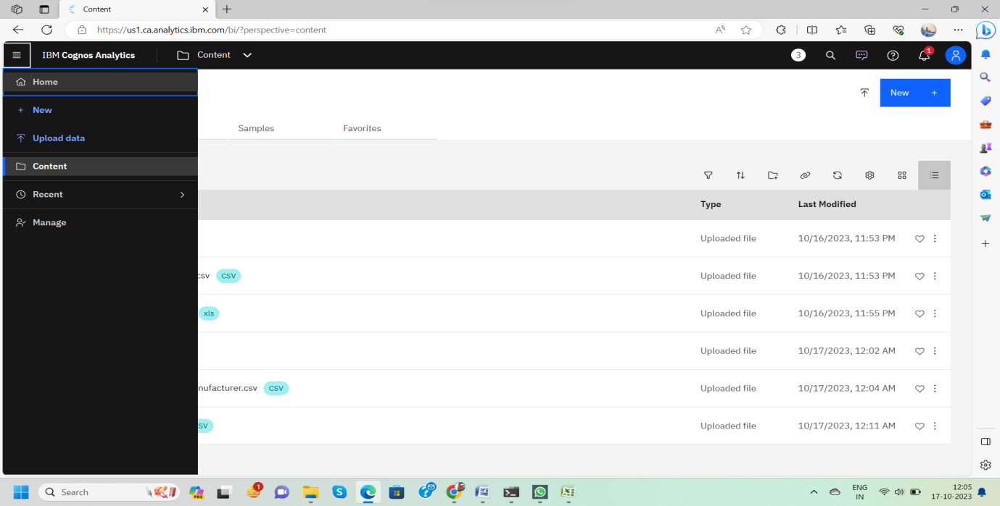 Content
https://us1.ca.analytics.ibm.com/bi/?perspective=content
IBM Cognos Analytics
Content
3
1
Home
New +
New
Samples
Favorites
Upload data
Content
Recent
Manage
Type
Last Modified
Uploaded file 10/16/2023, 11:53 PM
csv CSV Uploaded file 10/16/2023, 11:53 PM
xls Uploaded file 10/16/2023, 11:55 PM
Uploaded file 10/17/2023, 12:02 AM
nufacturer.csv CSV Uploaded file 10/17/2023, 12:04 AM
SV Uploaded file 10/17/2023, 12:11 AM
Search
PRE
1
ENG
IN
12:05
17-10-2023